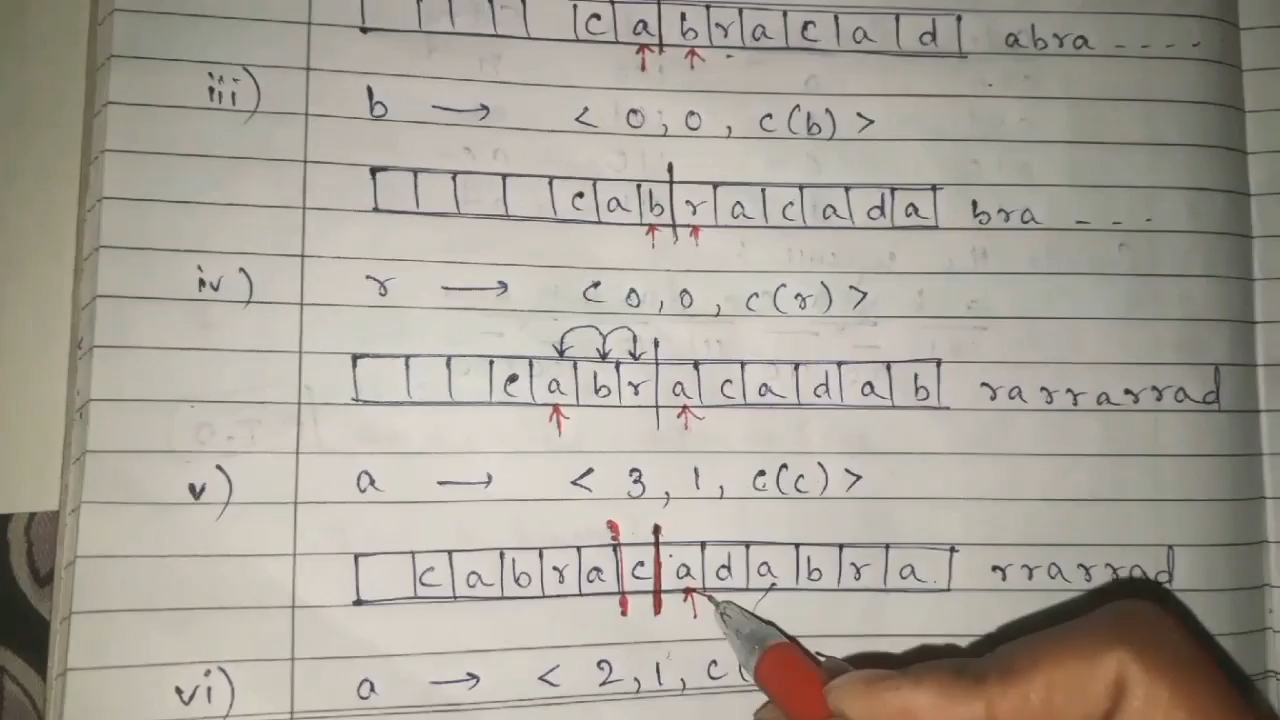 c a b r a c a d abra ----
iii) b → < 0, 0, c(b) >
c a b r a c a d a bra ---
iv) r → < 0, 0, c(r) >
c a b r a c a d a b rarrarrad
v) a → < 3, 1, c(c) >
c a b r a c a d a b r a rrarrad
vi) a → < 2, 1, c(